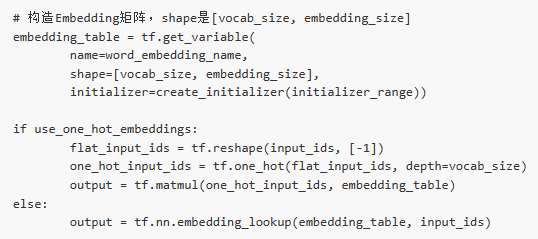 # 构造Embedding矩阵，shape是[vocab_size, embedding_size]
embedding_table = tf.get_variable(
        name=word_embedding_name,
        shape=[vocab_size, embedding_size],
        initializer=create_initializer(initializer_range))

if use_one_hot_embeddings:
        flat_input_ids = tf.reshape(input_ids, [-1])
        one_hot_input_ids = tf.one_hot(flat_input_ids, depth=vocab_size)
        output = tf.matmul(one_hot_input_ids, embedding_table)
else:
        output = tf.nn.embedding_lookup(embedding_table, input_ids)